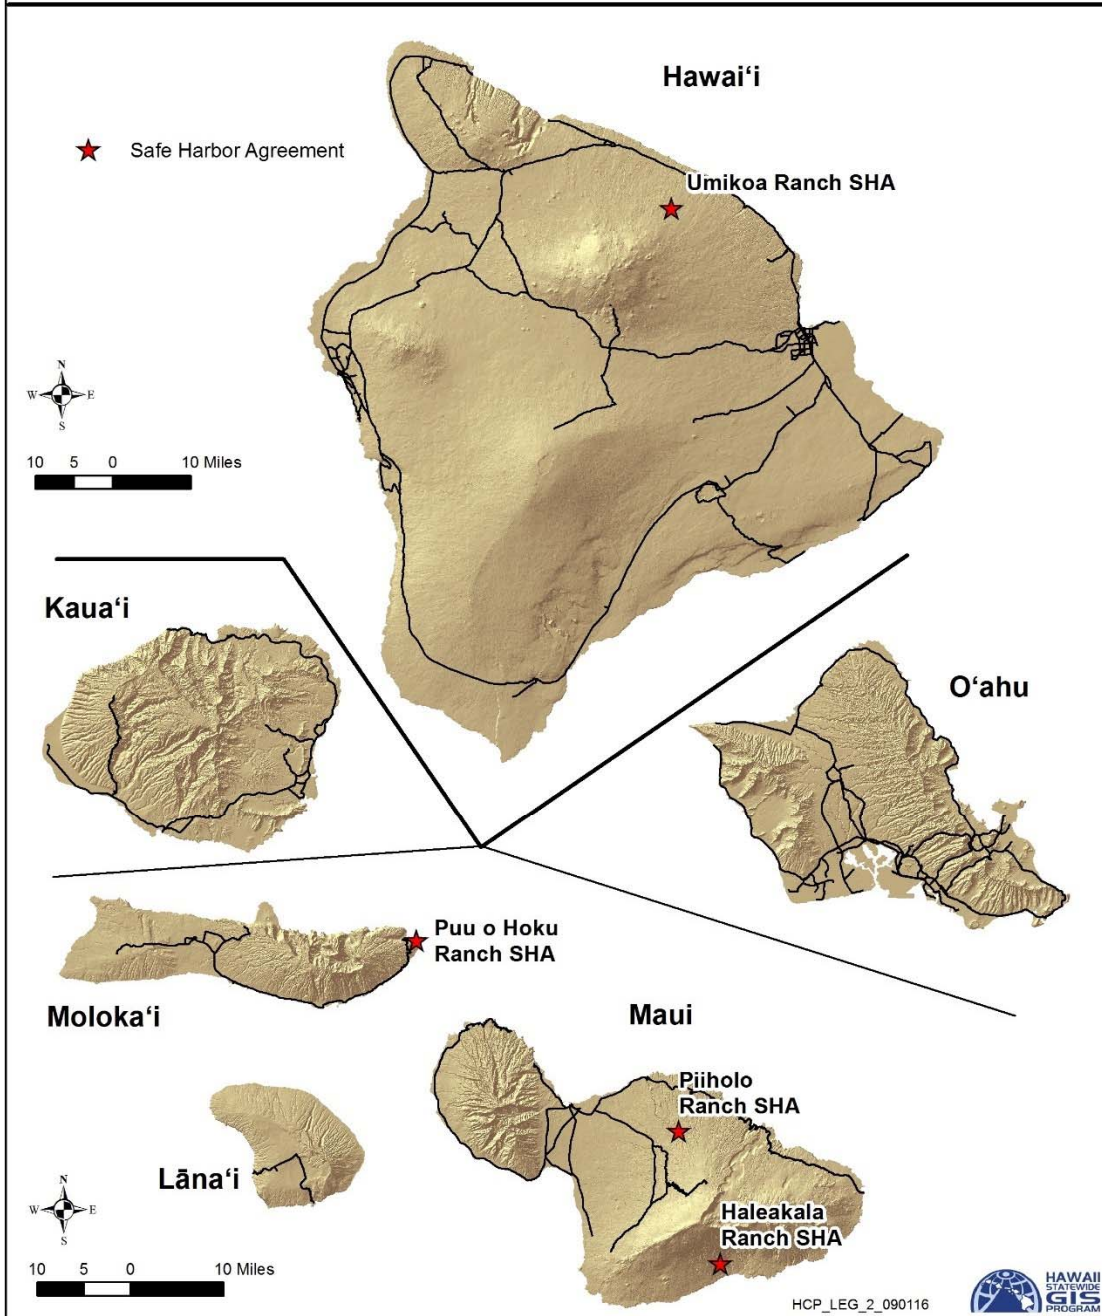 Hawai‘i
Safe Harbor Agreement
Umikoa Ranch SHA
N
W E
S
10 5 0 10 Miles
Kaua‘i
O‘ahu
Puu o Hoku
Ranch SHA
Moloka‘i
Maui
Piiholo
Ranch SHA
Lāna‘i
N
W E
S
Haleakala
Ranch SHA
10 5 0 10 Miles
HCP_LEG_2_090116
HAWAII
STATEWIDE
GIS
PROGRAM